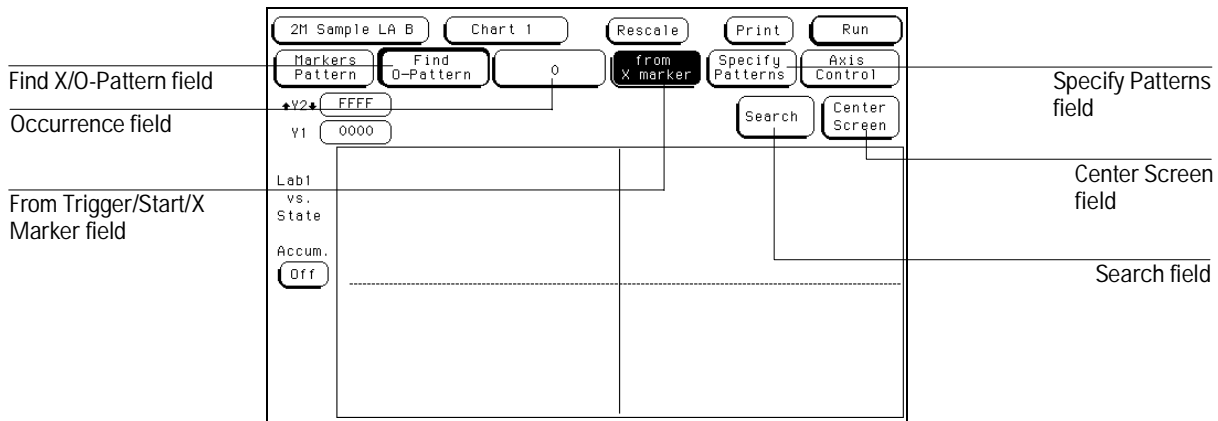 2M Sample LA B Chart 1 Rescale Print Run
Markers Pattern Find O-Pattern 0 from X marker Specify Patterns Axis Control
Find X/O-Pattern field
Specify Patterns field
Y2 FFFF
Occurrence field
Search Center Screen
Y1 0000
Lab1 vs. State
Center Screen field
From Trigger/Start/X Marker field
Accum.
Off
Search field